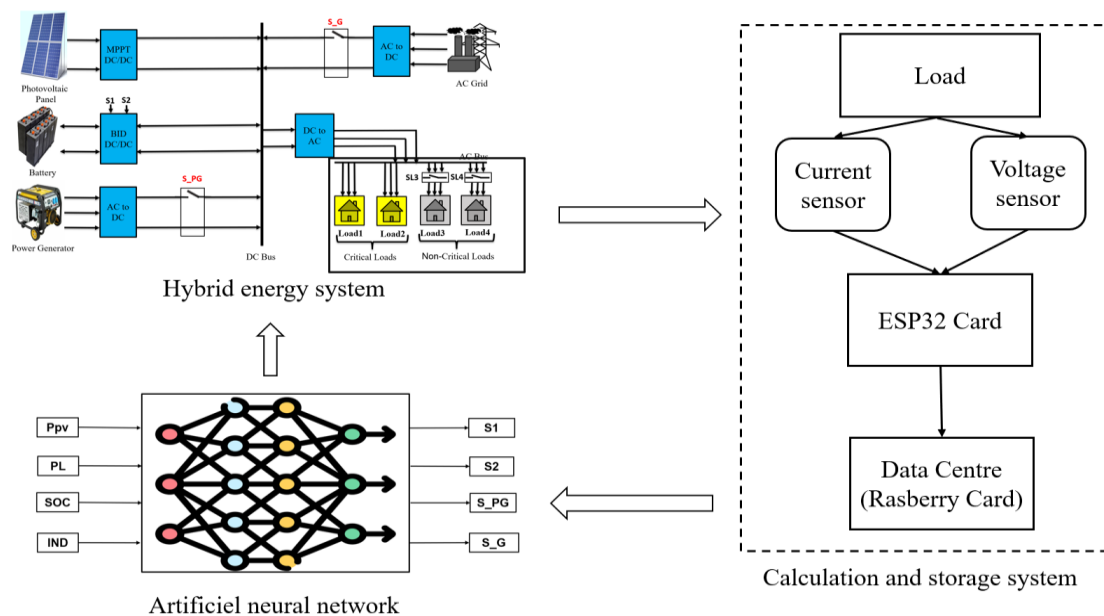 S_G
MPPT
DC/DC
AC to
DC
Photovoltaic
Panel
AC Grid
S1 S2
BID
DC/DC
DC to
AC
Battery
AC Bus
SL3
SL4
S_PG
AC to
DC
Power Generator
Load1
Load2
Load3
Load4
DC Bus
Critical Loads
Non-Critical Loads
Hybrid energy system
Load
Current
sensor
Voltage
sensor
ESP32 Card
Data Centre
(Rasberry Card)
Calculation and storage system
Ppv
PL
SOC
IND
S1
S2
S_PG
S_G
Artificiel neural network